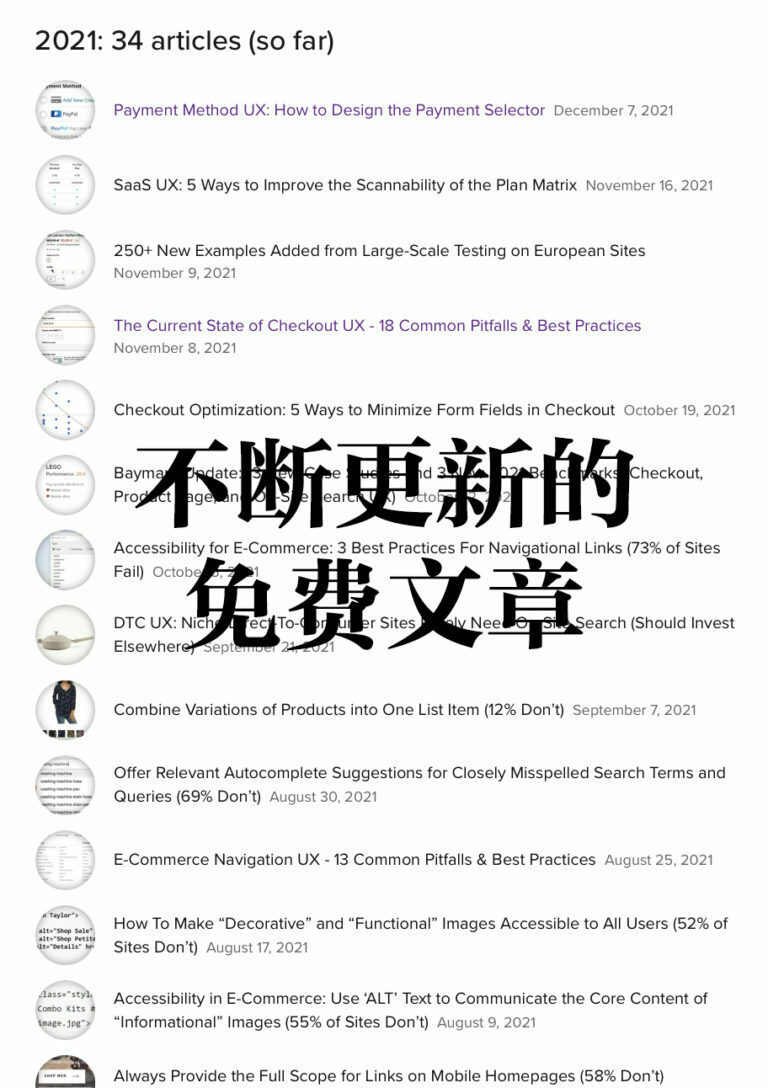 2021: 34 articles (so far)
Payment Method UX: How to Design the Payment Selector December 7, 2021
SaaS UX: 5 Ways to Improve the Scannability of the Plan Matrix November 16, 2021
250+ New Examples Added from Large-Scale Testing on European Sites
November 9, 2021
The Current State of Checkout UX - 18 Common Pitfalls & Best Practices
November 8, 2021
Checkout Optimization: 5 Ways to Minimize Form Fields in Checkout October 19, 2021
不断更新的
Update: Case and 3 Checkout,
Product
Accessibility for E-Commerce: 3 Best Practices For Navigational Links (73% of Sites
Fail)
免费文章
DTC UX: Sites Search (Should Invest
Elsewhere) September 21, 2021
Combine Variations of Products into One List Item (12% Don’t) September 7, 2021
Offer Relevant Autocomplete Suggestions for Closely Misspelled Search Terms and
Queries (69% Don’t) August 30, 2021
E-Commerce Navigation UX - 13 Common Pitfalls & Best Practices August 25, 2021
How To Make “Decorative” and “Functional” Images Accessible to All Users (52% of
Sites Don’t) August 17, 2021
Accessibility in E-Commerce: Use ‘ALT’ Text to Communicate the Core Content of
“Informational” Images (55% of Sites Don’t) August 9, 2021
Always Provide the Full Scope for Links on Mobile Homepages (58% Don’t)